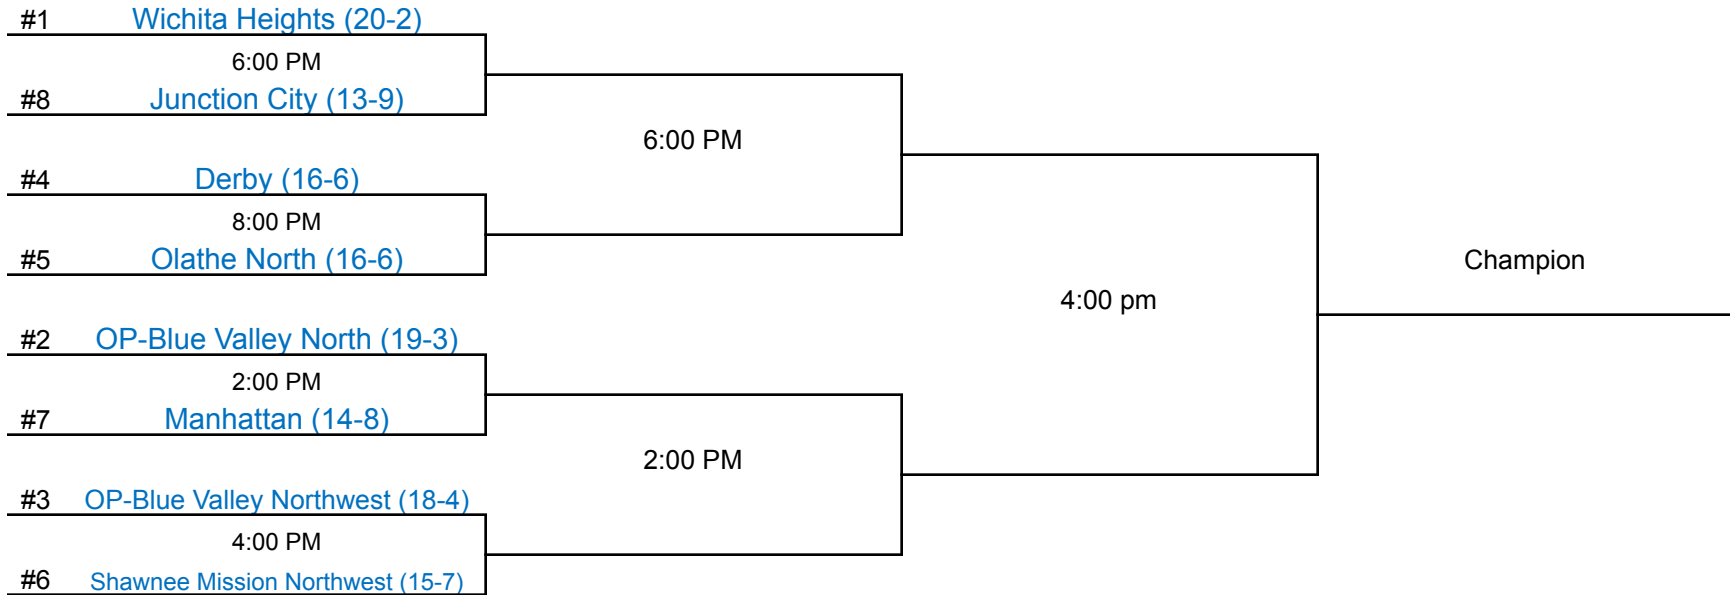 #1 Wichita Heights (20-2)
6:00 PM
#8 Junction City (13-9)
6:00 PM
#4 Derby (16-6)
8:00 PM
#5 Olathe North (16-6)
Champion
4:00 pm
#2 OP-Blue Valley North (19-3)
2:00 PM
#7 Manhattan (14-8)
2:00 PM
#3 OP-Blue Valley Northwest (18-4)
4:00 PM
#6 Shawnee Mission Northwest (15-7)